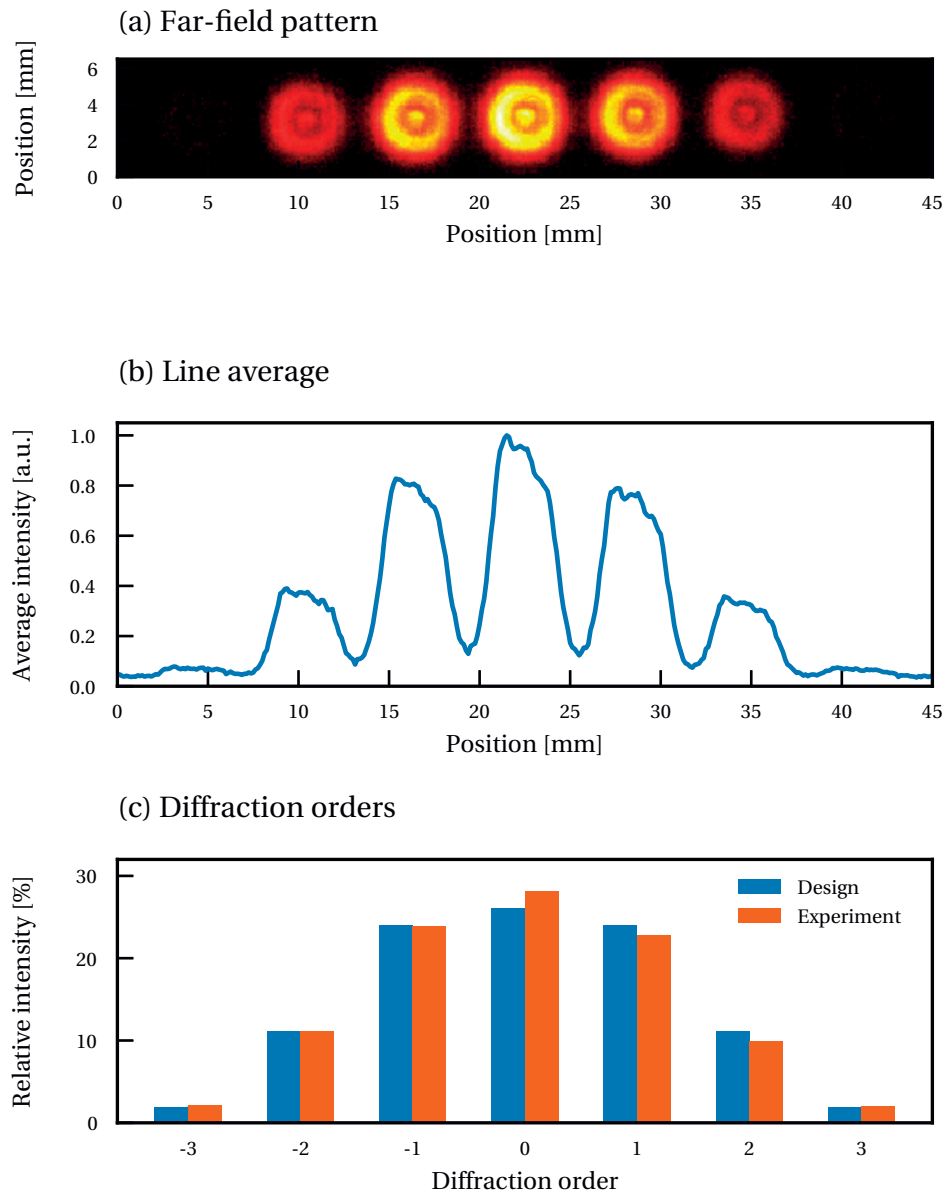 (a) Far-field pattern
Position [mm]
6
4
2
0
0 5 10 15 20 25 30 35 40 45
Position [mm]
(b) Line average
Average intensity [a.u.]
1.0
0.8
0.6
0.4
0.2
0.0
0 5 10 15 20 25 30 35 40 45
Position [mm]
(c) Diffraction orders
Relative intensity [%]
30
20
10
0
Design
Experiment
-3 -2 -1 0 1 2 3
Diffraction order